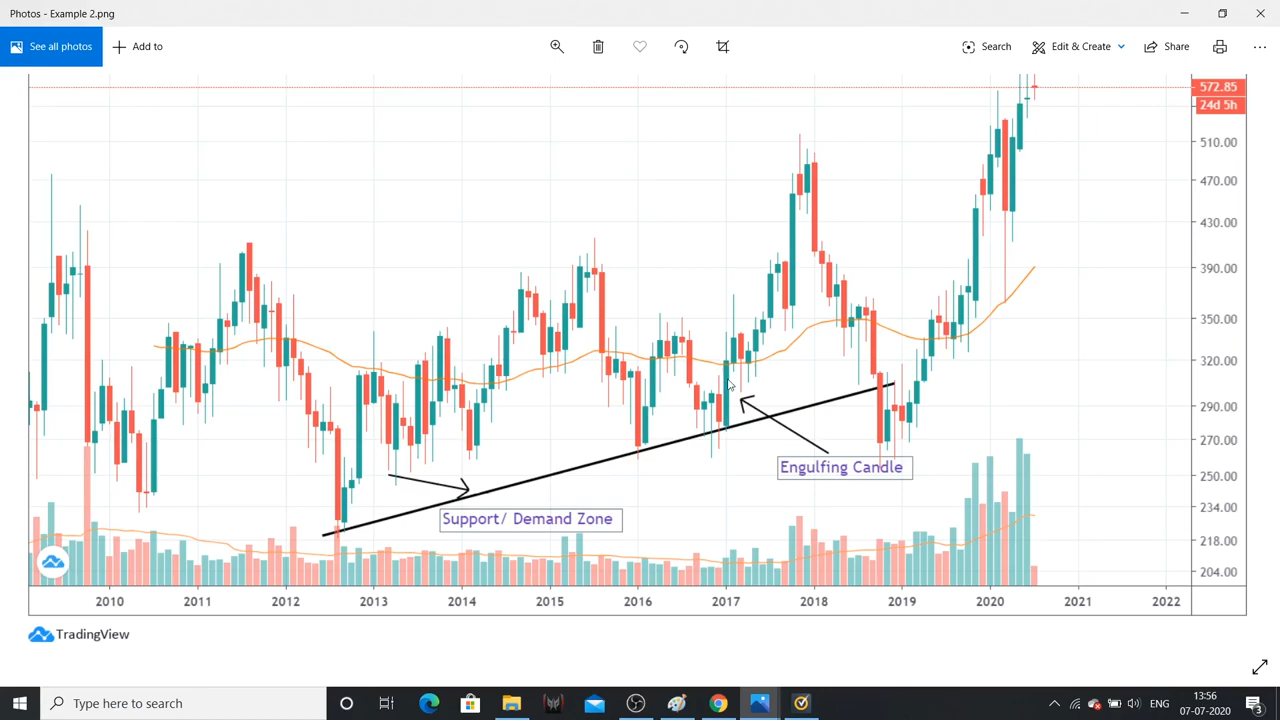 Photos - Example 2.png
See all photos
Add to
Search
Edit & Create
Share
572.85
24d 5h
510.00
470.00
430.00
390.00
350.00
320.00
290.00
270.00
250.00
234.00
218.00
204.00
Engulfing Candle
Support/ Demand Zone
2010 2011 2012 2013 2014 2015 2016 2017 2018 2019 2020 2021 2022
TradingView
Type here to search
ENG
13:56
07-07-2020
3